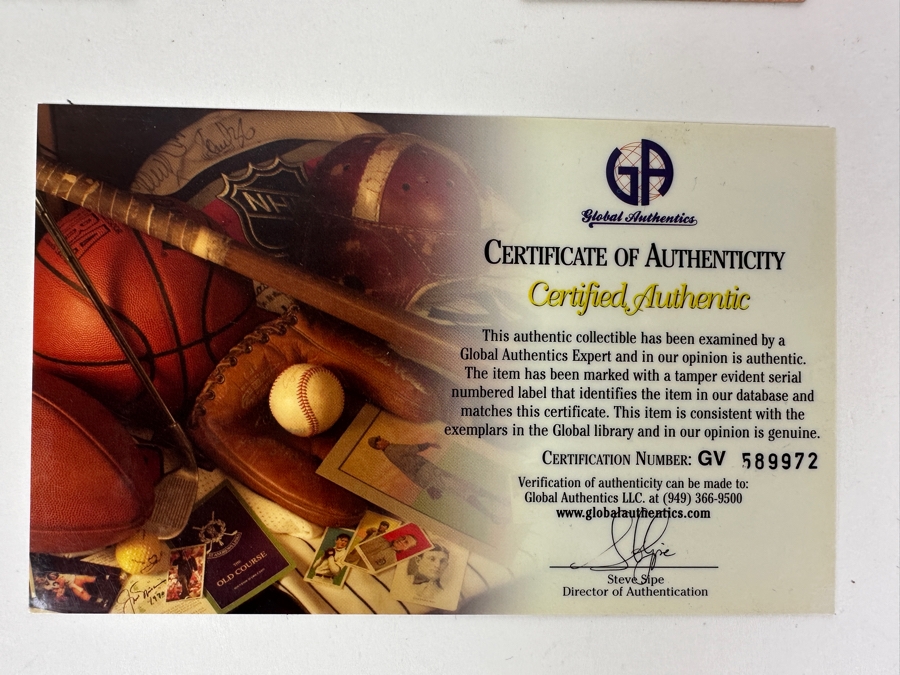 NH
OLD COURSE
GA
Global Authentics
CERTIFICATE OF AUTHENTICITY
Certified Authentic
This authentic collectible has been examined by a
Global Authentics Expert and in our opinion is authentic.
The item has been marked with a tamper evident serial
numbered label that identifies the item in our database and
matches this certificate. This item is consistent with the
exemplars in the Global library and in our opinion is genuine.
CERTIFICATION NUMBER: GV 589972
Verification of authenticity can be made to:
Global Authentics LLC. at (949) 366-9500
www.globalauthentics.com
Steve Sipe
Director of Authentication